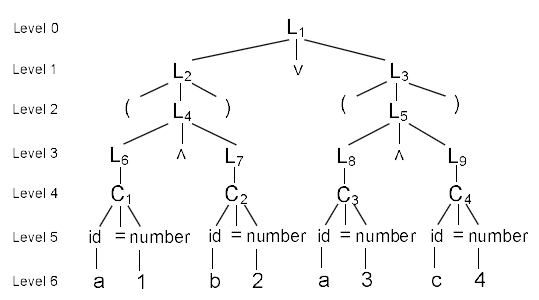 Level 0 L1
Level 1 L2 v L3
Level 2 ( L4 ) ( L5 )
Level 3 L6 ʌ L7 L8 ʌ L9
Level 4 C1 C2 C3 C4
Level 5 id = number id = number id = number id = number
Level 6 a 1 b 2 a 3 c 4